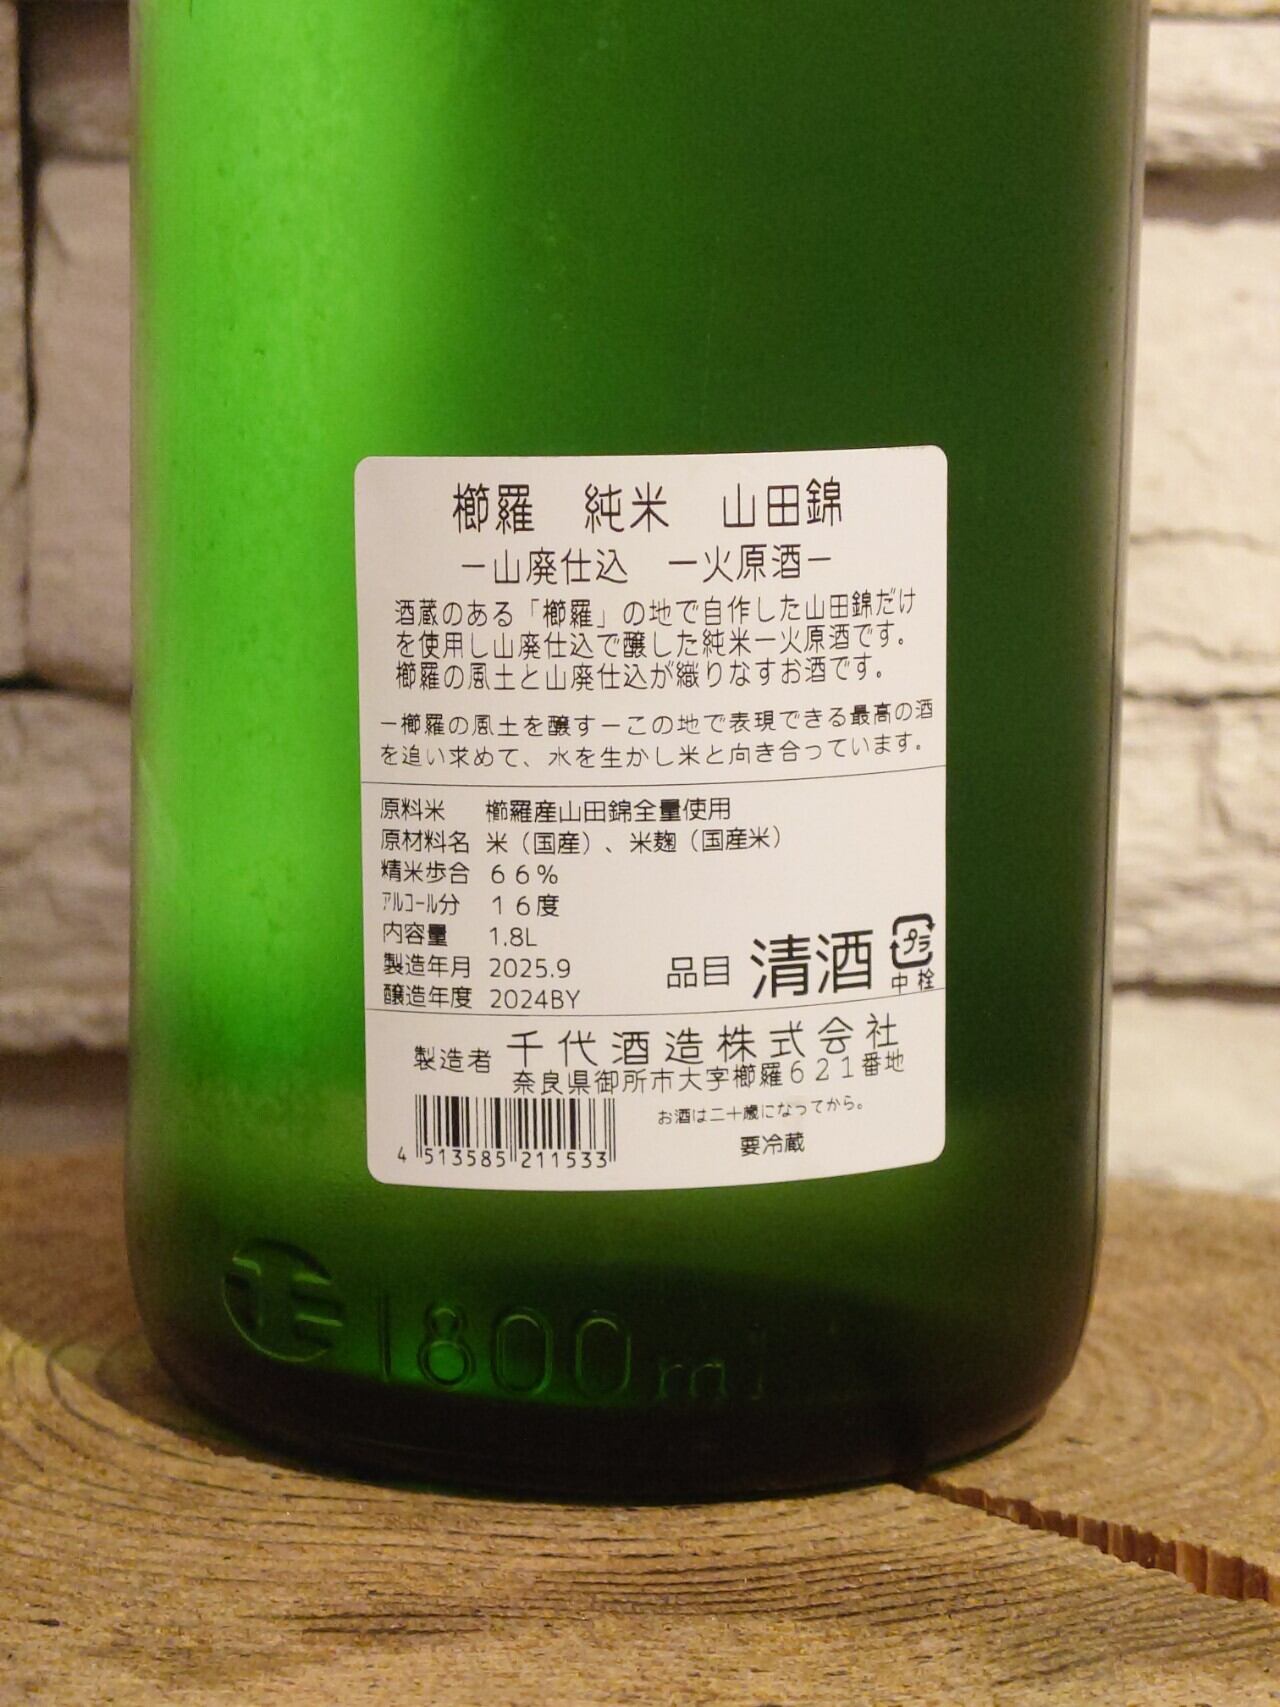 櫛羅 純米 山田錦
－山廃仕込 一火原酒－
酒蔵のある「櫛羅」の地で自作した山田錦だけ
を使用し山廃仕込で醸した純米一火原酒です。
櫛羅の風土と山廃仕込が織りなすお酒です。
－櫛羅の風土を醸す－この地で表現できる最高の酒
を追い求めて、水を生かし米と向き合っています。
原料米 櫛羅産山田錦全量使用
原材料名 米（国産）、米麹（国産米）
精米歩合 66%
ｱﾙｺｰﾙ分 16度
内容量 1.8L
製造年月 2025.9
醸造年度 2024BY
品目 清酒
プラ
中栓
製造者 千代酒造株式会社
奈良県御所市大字櫛羅621番地
お酒は二十歳になってから。
要冷蔵
4 513585 211533
1800ml